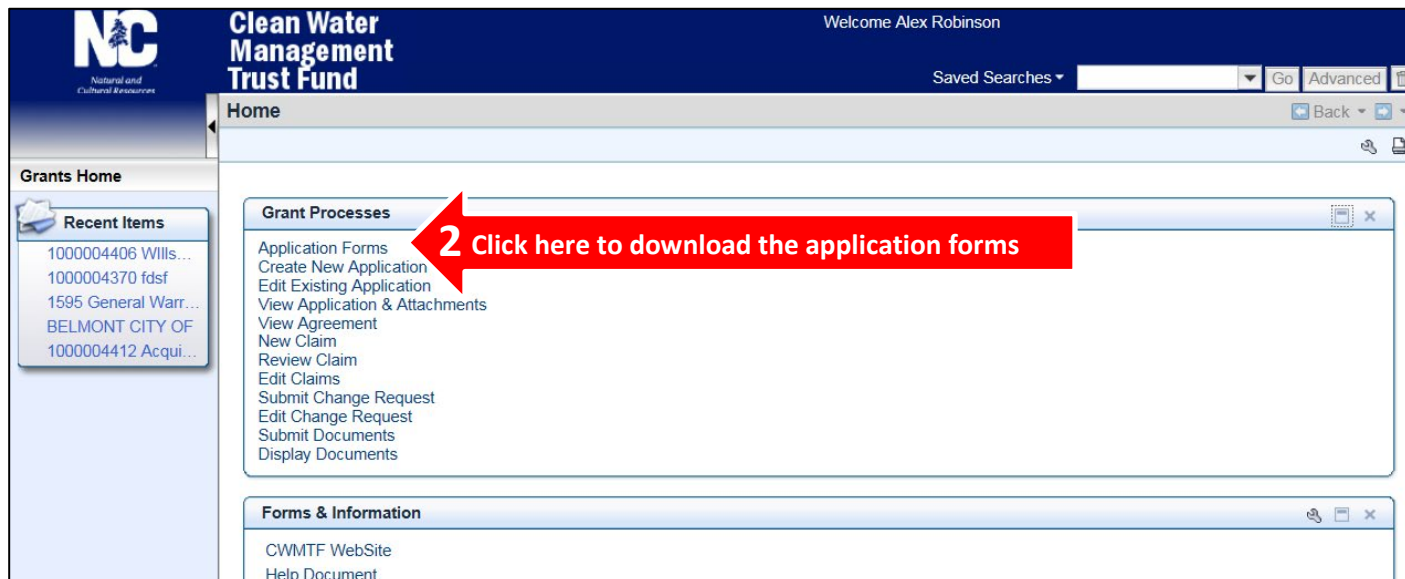 NC
Natural and
Cultural Resources
Clean Water
Management
Trust Fund
Welcome Alex Robinson
Saved Searches
Go Advanced
Home
Back
Grants Home
Recent Items
1000004406 WIlls...
1000004370 fdsf
1595 General Warr...
BELMONT CITY OF
1000004412 Acqui...
Grant Processes
Application Forms
2 Click here to download the application forms
Create New Application
Edit Existing Application
View Application & Attachments
View Agreement
New Claim
Review Claim
Edit Claims
Submit Change Request
Edit Change Request
Submit Documents
Display Documents
Forms & Information
CWMTF WebSite
Help Document